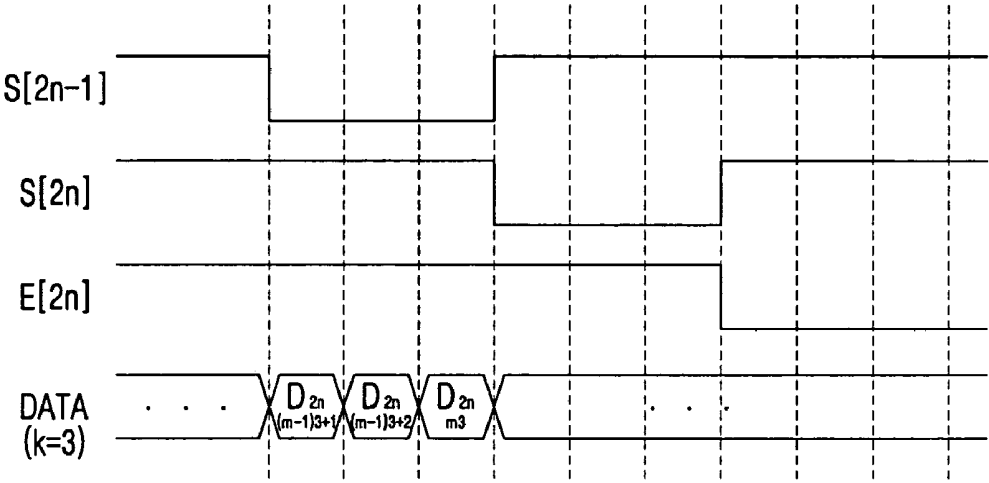 S[2n-1]
S[2n]
E[2n]
DATA
(k=3)
. . .
D2n
(m-1)3+1
D2n
(m-1)3+2
D2n
m3
. . .